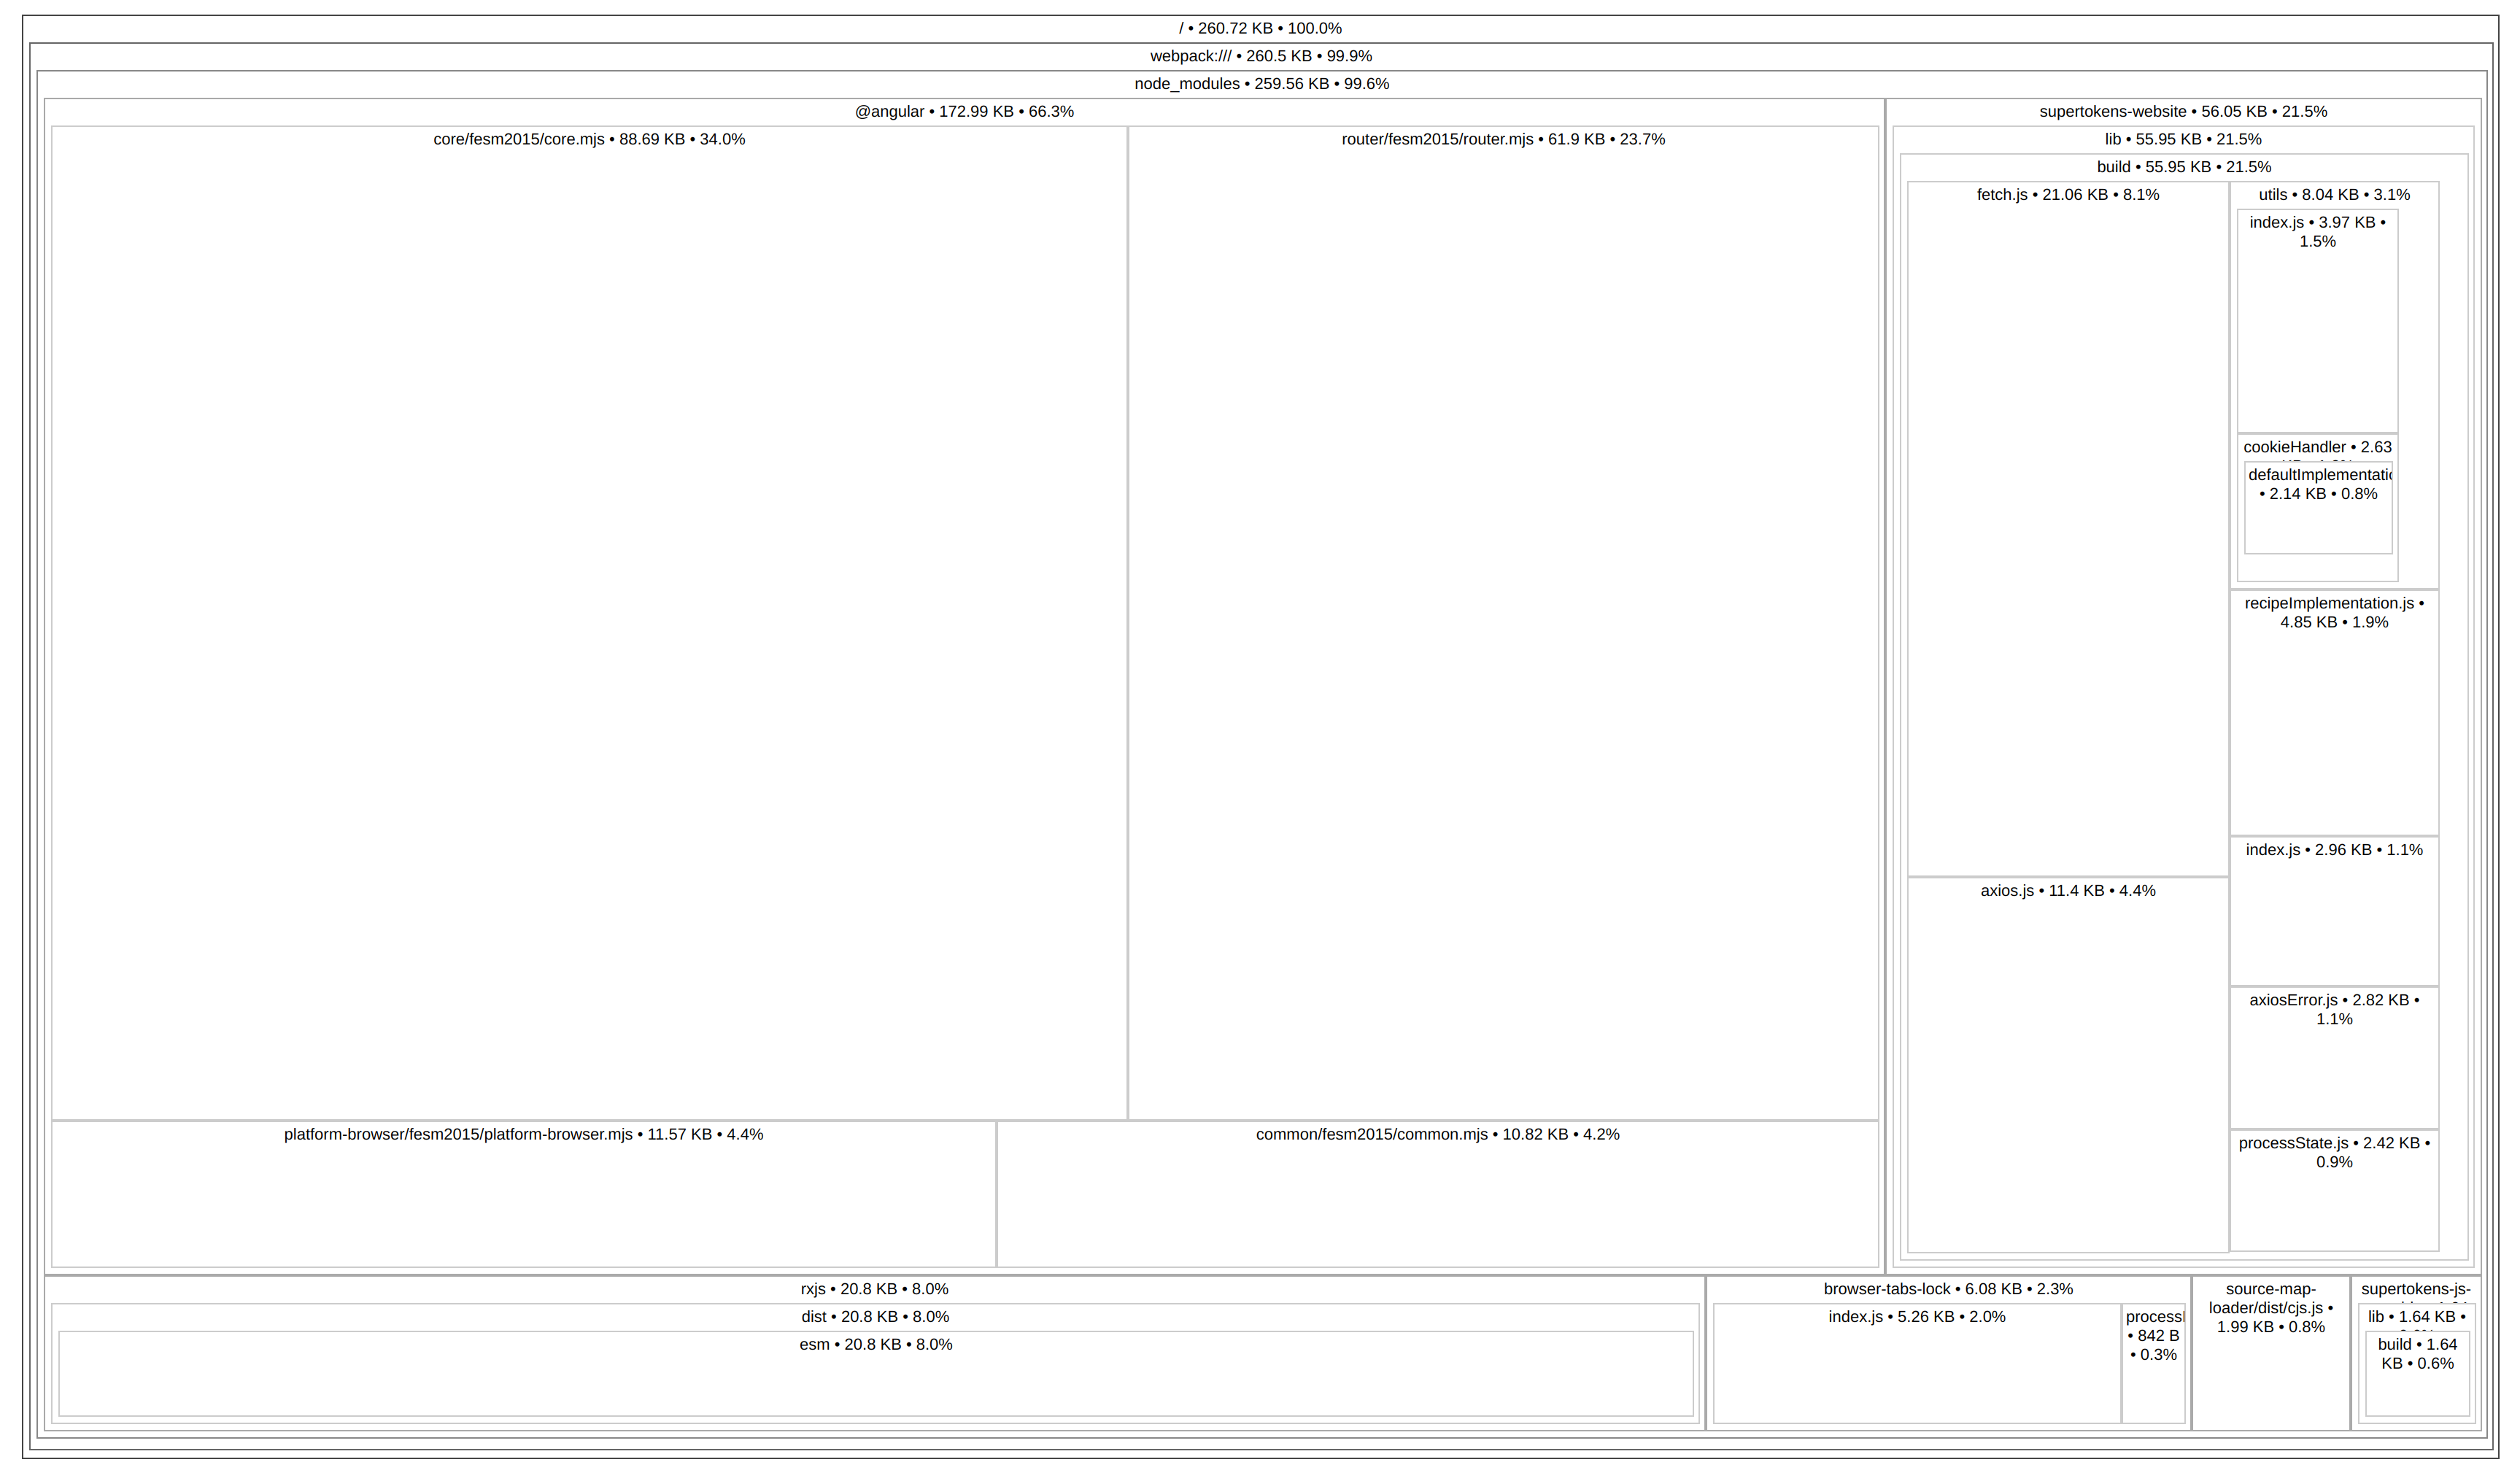 / • 260.72 KB • 100.0%
webpack:/// • 260.5 KB • 99.9%
node_modules • 259.56 KB • 99.6%
@angular • 172.99 KB • 66.3%
core/fesm2015/core.mjs • 88.69 KB • 34.0%
router/fesm2015/router.mjs • 61.9 KB • 23.7%
platform-browser/fesm2015/platform-browser.mjs • 11.57 KB • 4.4%
common/fesm2015/common.mjs • 10.82 KB • 4.2%
supertokens-website • 56.05 KB • 21.5%
lib • 55.95 KB • 21.5%
build • 55.95 KB • 21.5%
fetch.js • 21.06 KB • 8.1%
axios.js • 11.4 KB • 4.4%
utils • 8.04 KB • 3.1%
index.js • 3.97 KB •
1.5%
cookieHandler • 2.63
defaultImplementatio
• 2.14 KB • 0.8%
recipeImplementation.js •
4.85 KB • 1.9%
index.js • 2.96 KB • 1.1%
axiosError.js • 2.82 KB •
1.1%
processState.js • 2.42 KB •
0.9%
rxjs • 20.8 KB • 8.0%
dist • 20.8 KB • 8.0%
esm • 20.8 KB • 8.0%
browser-tabs-lock • 6.08 KB • 2.3%
index.js • 5.26 KB • 2.0%
process
• 842 B
• 0.3%
source-map-
loader/dist/cjs.js •
1.99 KB • 0.8%
supertokens-js-
lib • 1.64 KB •
build • 1.64
KB • 0.6%